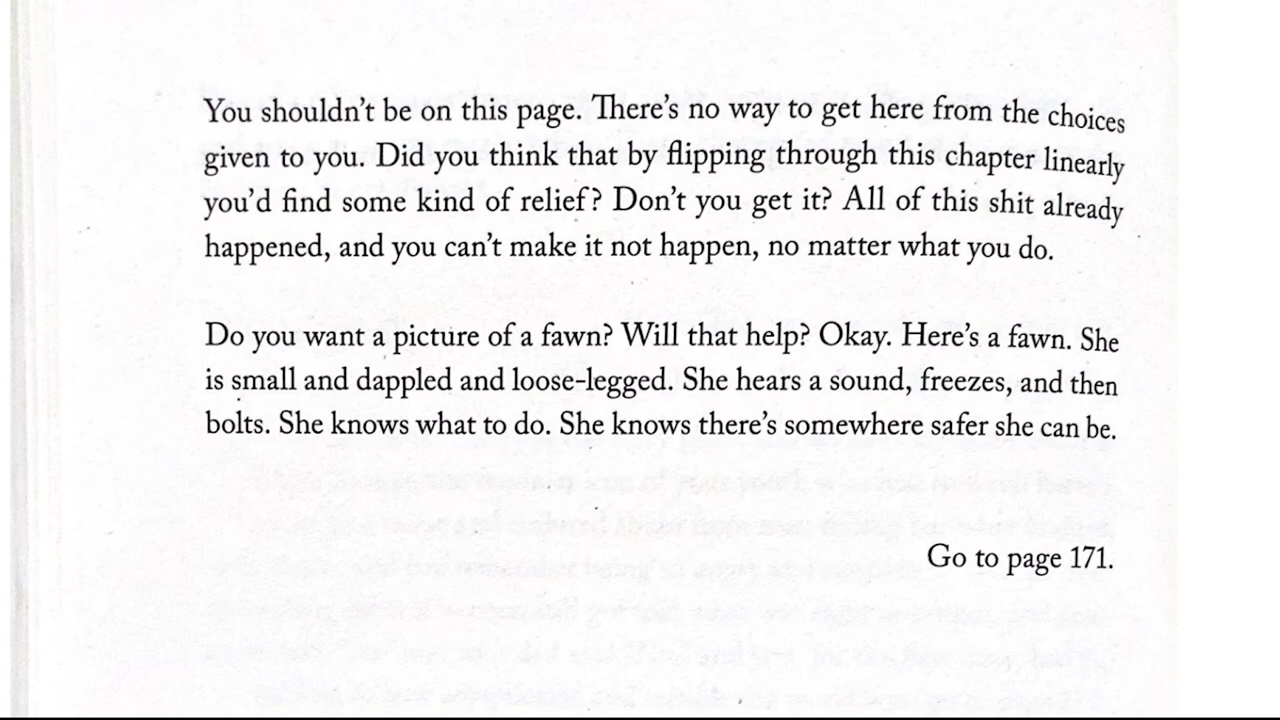 You shouldn't be on this page. There's no way to get here from the choices
given to you. Did you think that by flipping through this chapter linearly
you'd find some kind of relief? Don't you get it? All of this shit already
happened, and you can't make it not happen, no matter what you do.
Do you want a picture of a fawn? Will that help? Okay. Here's a fawn. She
is small and dappled and loose-legged. She hears a sound, freezes, and then
bolts. She knows what to do. She knows there's somewhere safer she can be.
Go to page 171.